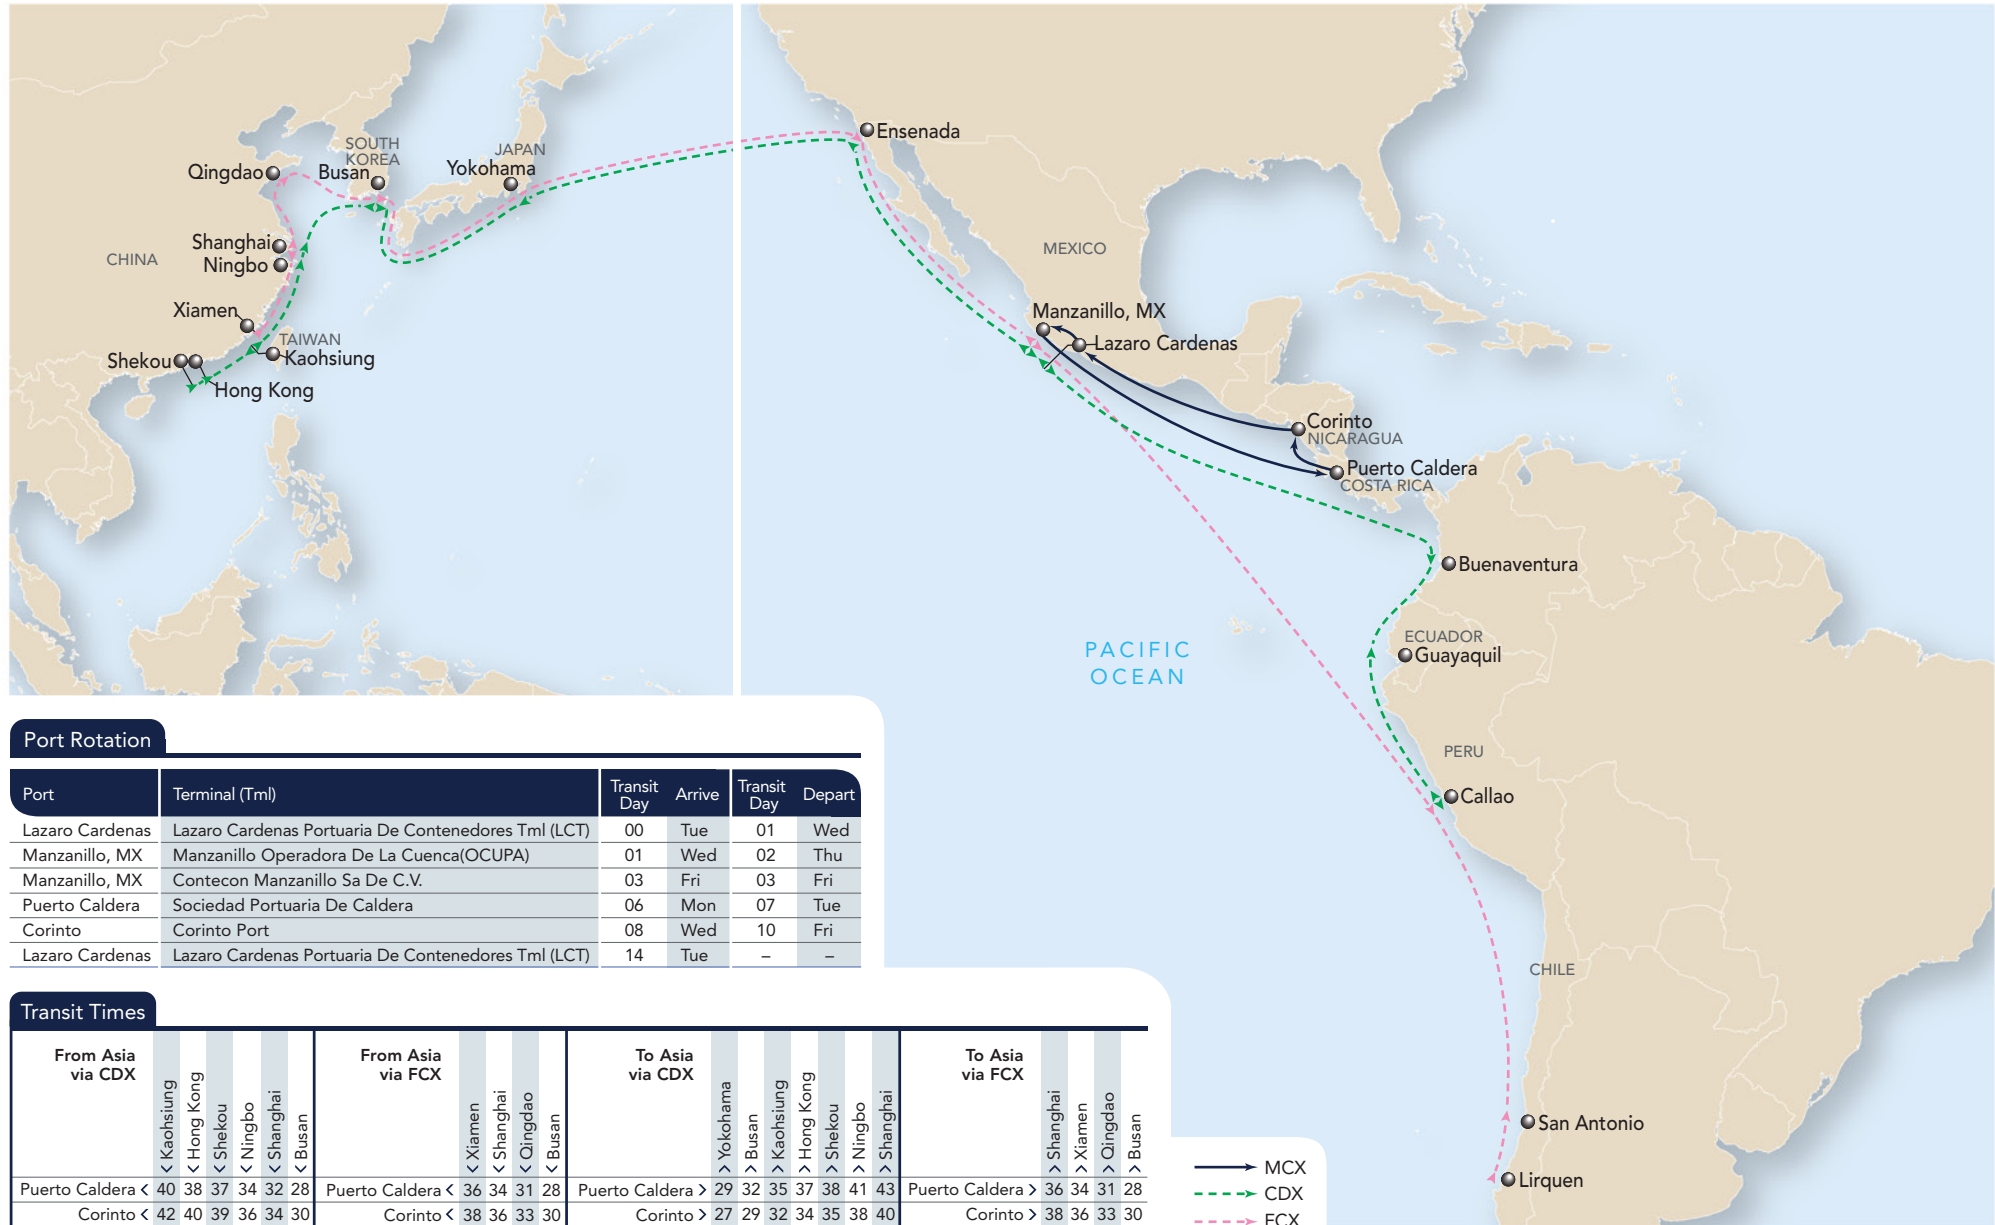 Ensenada
SOUTH
KOREA
JAPAN
Qingdao
Busan
Yokohama
Shanghai
Ningbo
CHINA
MEXICO
Xiamen
Manzanillo, MX
TAIWAN
Lazaro Cardenas
Shekou
Kaohsiung
Hong Kong
Corinto
NICARAGUA
Puerto Caldera
COSTA RICA
Buenaventura
PACIFIC
OCEAN
ECUADOR
Guayaquil
PERU
Callao
CHILE
San Antonio
Lirquen
Port Rotation
Port Terminal (Tml) Transit Day Arrive Transit Day Depart
Lazaro Cardenas Lazaro Cardenas Portuaria De Contenedores Tml (LCT) 00 Tue 01 Wed
Manzanillo, MX Manzanillo Operadora De La Cuenca(OCUPA) 01 Wed 02 Thu
Manzanillo, MX Contecon Manzanillo Sa De C.V. 03 Fri 03 Fri
Puerto Caldera Sociedad Portuaria De Caldera 06 Mon 07 Tue
Corinto Corinto Port 08 Wed 10 Fri
Lazaro Cardenas Lazaro Cardenas Portuaria De Contenedores Tml (LCT) 14 Tue – –
Transit Times
From Asia
via CDX
< Kaohsiung
< Hong Kong
< Shekou
< Ningbo
< Shanghai
< Busan
Puerto Caldera < 40 38 37 34 32 28
Corinto < 42 40 39 36 34 30
From Asia
via FCX
< Xiamen
< Shanghai
< Qingdao
< Busan
Puerto Caldera < 36 34 31 28
Corinto < 38 36 33 30
To Asia
via CDX
> Yokohama
> Busan
> Kaohsiung
> Hong Kong
> Shekou
> Ningbo
> Shanghai
Puerto Caldera > 29 32 35 37 38 41 43
Corinto > 27 29 32 34 35 38 40
To Asia
via FCX
> Shanghai
> Xiamen
> Qingdao
> Busan
Puerto Caldera > 36 34 31 28
Corinto > 38 36 33 30
MCX
CDX
FCX